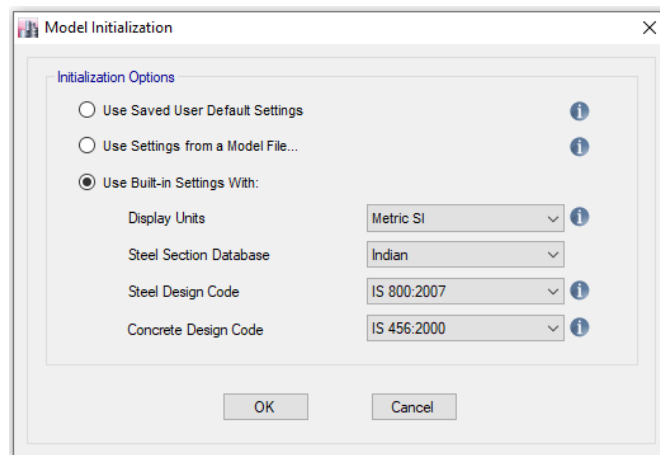 Model Initialization
Initialization Options
Use Saved User Default Settings
Use Settings from a Model File...
Use Built-in Settings With:
Display Units Metric SI
Steel Section Database Indian
Steel Design Code IS 800:2007
Concrete Design Code IS 456:2000
OK Cancel